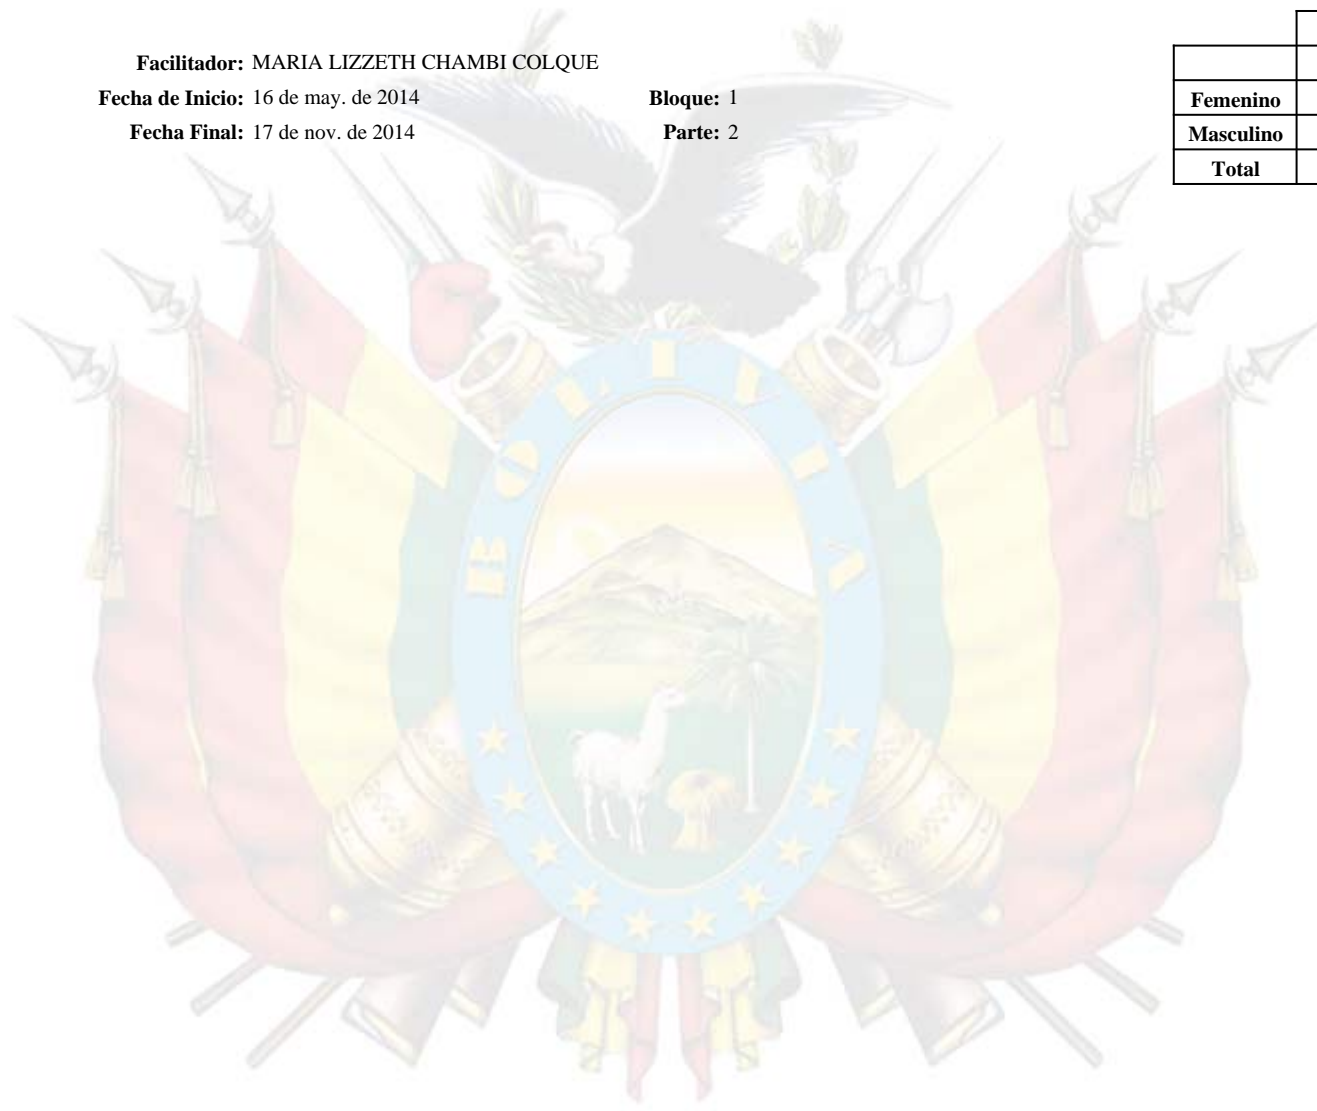 Facilitador: MARIA LIZZETH CHAMBI COLQUE
Fecha de Inicio: 16 de may. de 2014 Bloque: 1
Fecha Final: 17 de nov. de 2014 Parte: 2
Femenino
Masculino
Total
BOLIVIA